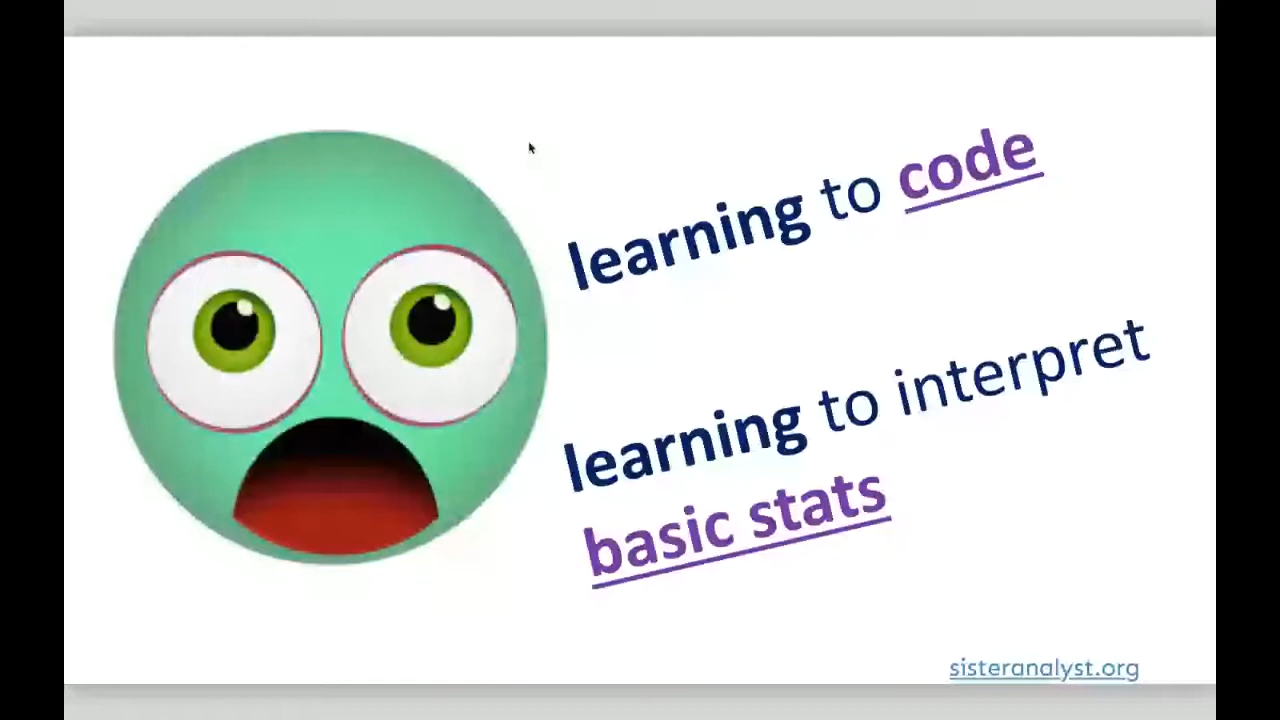 learning to code
learning to interpret
basic stats
sisteranalyst.org